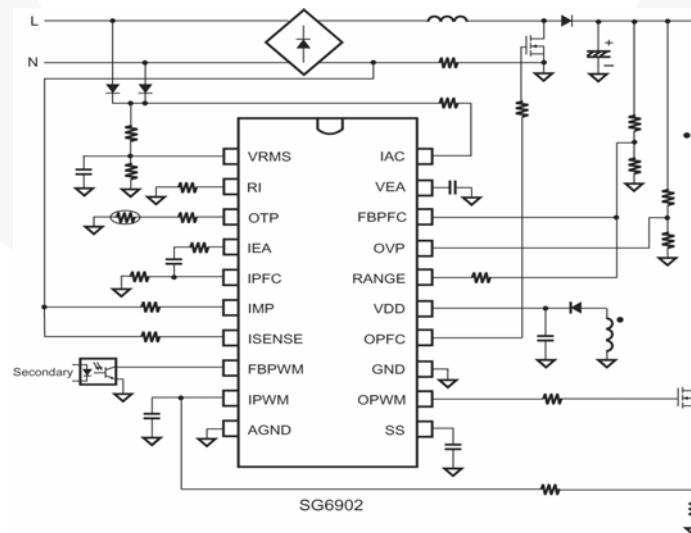 L
N
VRMS IAC
RI VEA
OTP FBPFC
IEA OVP
IPFC RANGE
IMP VDD
ISENSE OPFC
Secondary FBPWM GND
IPWM OPWM
AGND SS
SG6902